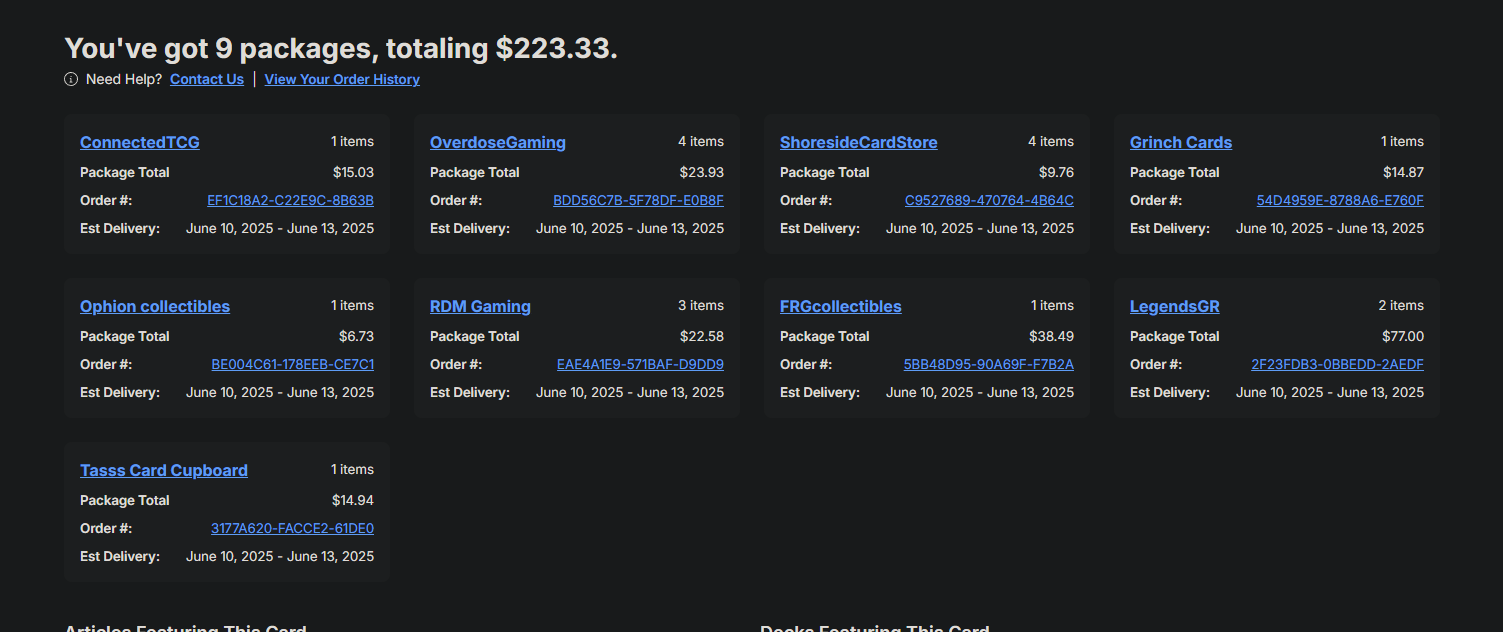 You've got 9 packages, totaling $223.33.
Need Help? Contact Us | View Your Order History
ConnectedTCG 1 items
Package Total $15.03
Order #: EF1C18A2-C22E9C-8B63B
Est Delivery: June 10, 2025 - June 13, 2025
OverdoseGaming 4 items
Package Total $23.93
Order #: BDD56C7B-5F78DF-E0B8F
Est Delivery: June 10, 2025 - June 13, 2025
ShoresideCardStore 4 items
Package Total $9.76
Order #: C9527689-470764-4B64C
Est Delivery: June 10, 2025 - June 13, 2025
Grinch Cards 1 items
Package Total $14.87
Order #: 54D4959E-8788A6-E760F
Est Delivery: June 10, 2025 - June 13, 2025
Ophion collectibles 1 items
Package Total $6.73
Order #: BE004C61-178EEB-CE7C1
Est Delivery: June 10, 2025 - June 13, 2025
RDM Gaming 3 items
Package Total $22.58
Order #: EAE4A1E9-571BAF-D9DD9
Est Delivery: June 10, 2025 - June 13, 2025
FRGcollectibles 1 items
Package Total $38.49
Order #: 5BB48D95-90A69F-F7B2A
Est Delivery: June 10, 2025 - June 13, 2025
LegendsGR 2 items
Package Total $77.00
Order #: 2F23FDB3-0BBEDD-2AEDF
Est Delivery: June 10, 2025 - June 13, 2025
Tasss Card Cupboard 1 items
Package Total $14.94
Order #: 3177A620-FACCE2-61DE0
Est Delivery: June 10, 2025 - June 13, 2025
Articles Featuring This Card
Decks Featuring This Card